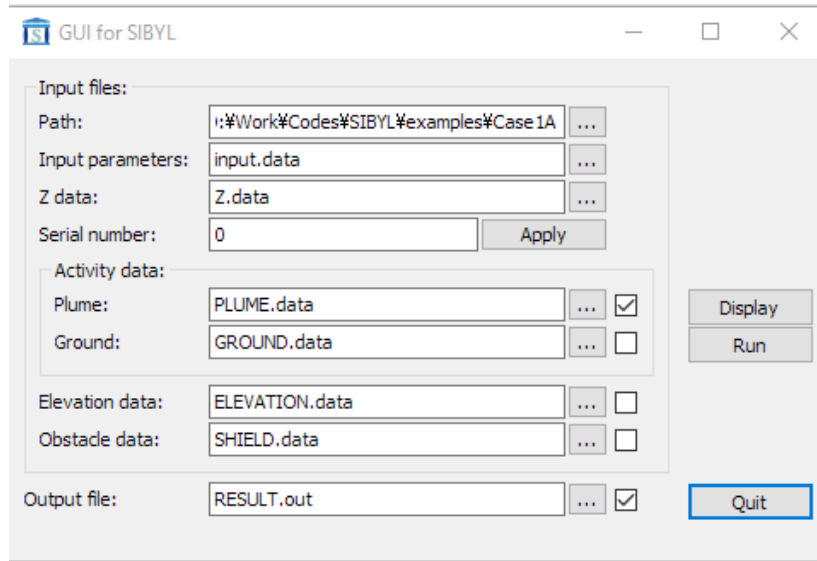 GUI for SIBYL
Input files:
Path: :¥Work¥Codes¥SIBYL¥examples¥Case1A ...
Input parameters: input.data ...
Z data: Z.data ...
Serial number: 0 Apply
Activity data:
Plume: PLUME.data ... Display
Ground: GROUND.data ... Run
Elevation data: ELEVATION.data ...
Obstacle data: SHIELD.data ...
Output file: RESULT.out ... Quit